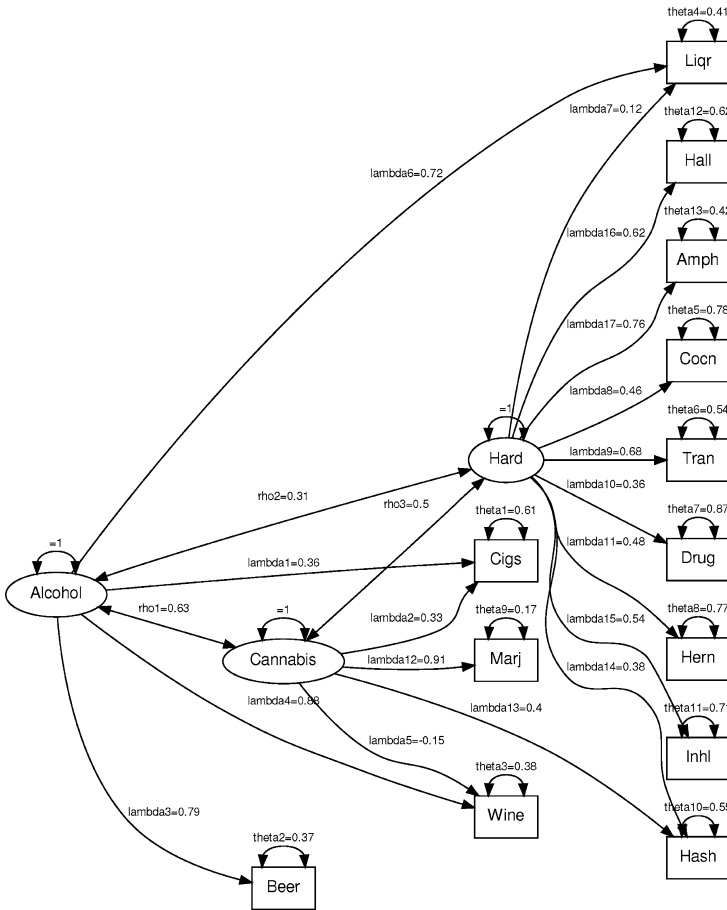 theta4=0.41
Liqr
lambda7=0.12
theta12=0.62
Hall
lambda6=0.72
theta13=0.42
lambda16=0.62
Amph
theta5=0.78
lambda17=0.76
Cocn
lambda8=0.46
=1
theta6=0.54
Hard
lambda9=0.68
Tran
lambda10=0.36
rho2=0.31
rho3=0.5
theta1=0.61
theta7=0.87
lambda11=0.48
=1
Cigs
Drug
lambda1=0.36
Alcohol
rho1=0.63
=1
lambda2=0.33
theta9=0.17
theta8=0.77
lambda15=0.54
Cannabis
lambda12=0.91
Marj
Hern
lambda14=0.38
lambda4=0.88
lambda13=0.4
theta11=0.71
lambda5=-0.15
Inhl
theta3=0.38
lambda3=0.79
Wine
theta10=0.55
theta2=0.37
Hash
Beer